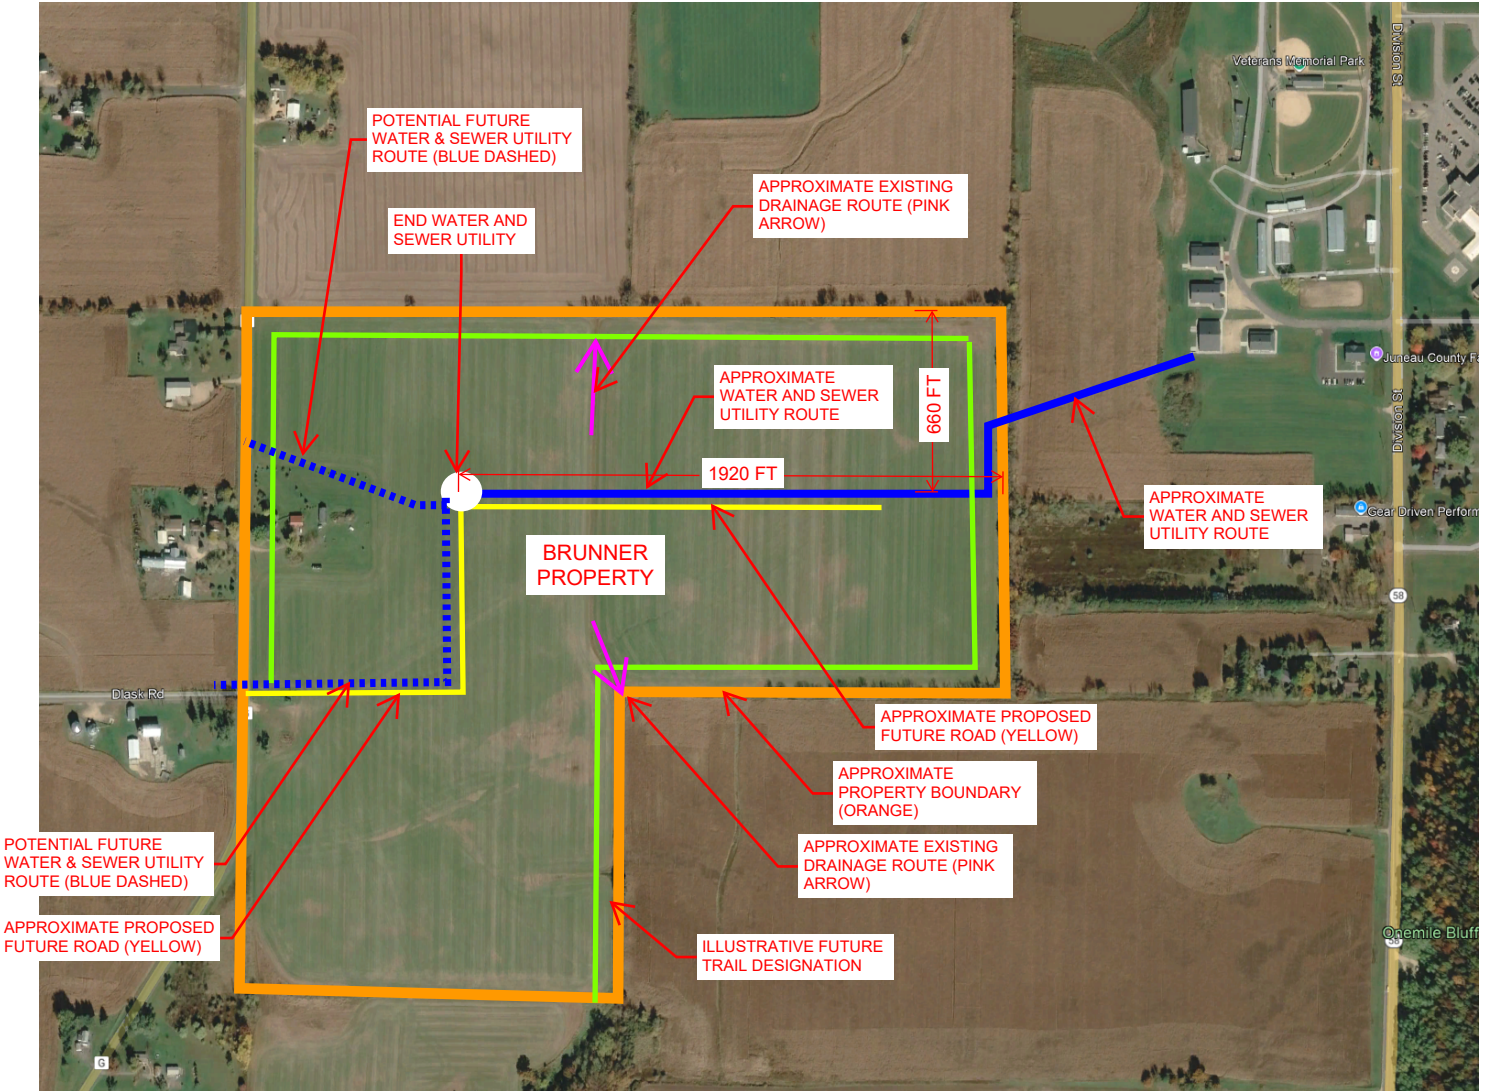 Division St
Veterans Memorial Park
POTENTIAL FUTURE
WATER & SEWER UTILITY
ROUTE (BLUE DASHED)
APPROXIMATE EXISTING
DRAINAGE ROUTE (PINK
ARROW)
END WATER AND
SEWER UTILITY
Juneau County Fa
APPROXIMATE
WATER AND SEWER
UTILITY ROUTE
660 FT
Division St
1920 FT
APPROXIMATE
WATER AND SEWER
UTILITY ROUTE
Gear Driven Perform
BRUNNER
PROPERTY
58
Dlask Rd
APPROXIMATE PROPOSED
FUTURE ROAD (YELLOW)
APPROXIMATE
PROPERTY BOUNDARY
(ORANGE)
POTENTIAL FUTURE
WATER & SEWER UTILITY
ROUTE (BLUE DASHED)
APPROXIMATE EXISTING
DRAINAGE ROUTE (PINK
ARROW)
APPROXIMATE PROPOSED
FUTURE ROAD (YELLOW)
ILLUSTRATIVE FUTURE
TRAIL DESIGNATION
Onemile Bluff
58
G